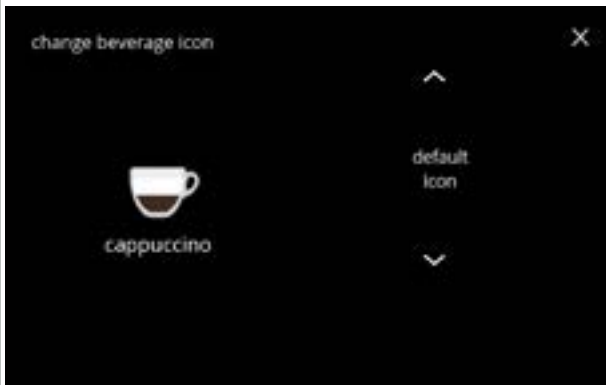 change beverage icon
default
icon
cappuccino